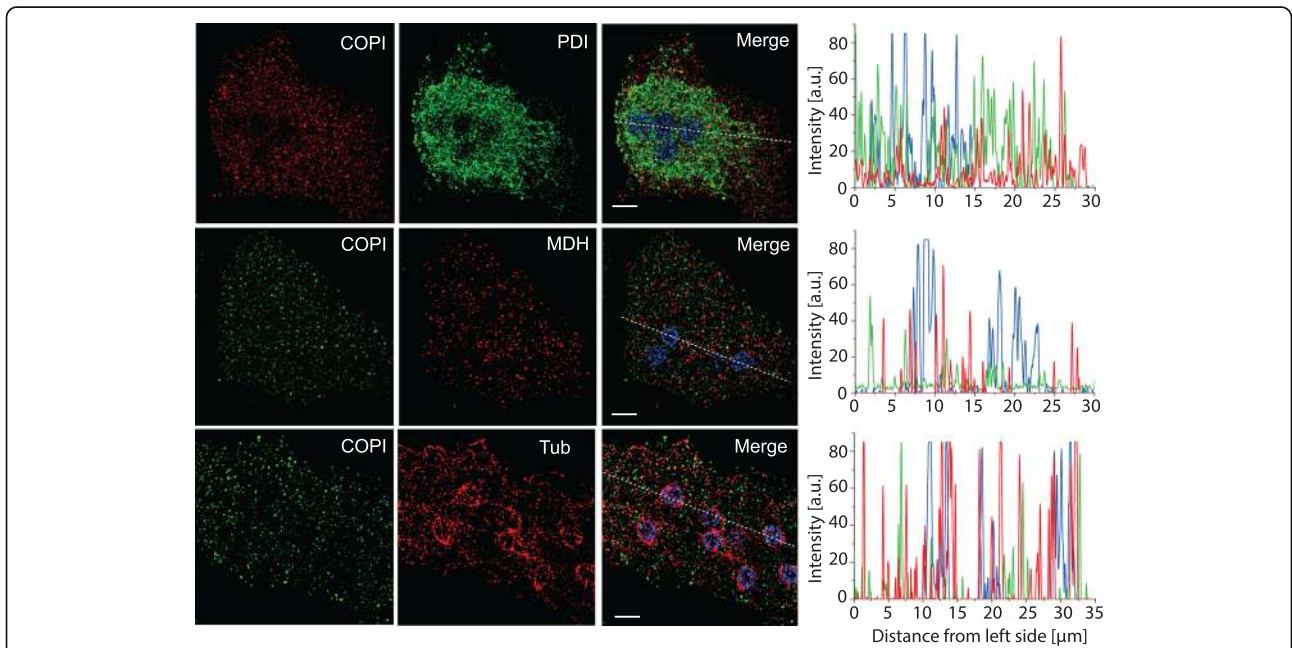 COPI PDI Merge
Intensity [a.u.]
80
60
40
20
0
0 5 10 15 20 25 30
COPI MDH Merge
Intensity [a.u.]
80
60
40
20
0
0 5 10 15 20 25 30
COPI Tub Merge
Intensity [a.u.]
80
60
40
20
0
0 5 10 15 20 25 30 35
Distance from left side [µm]